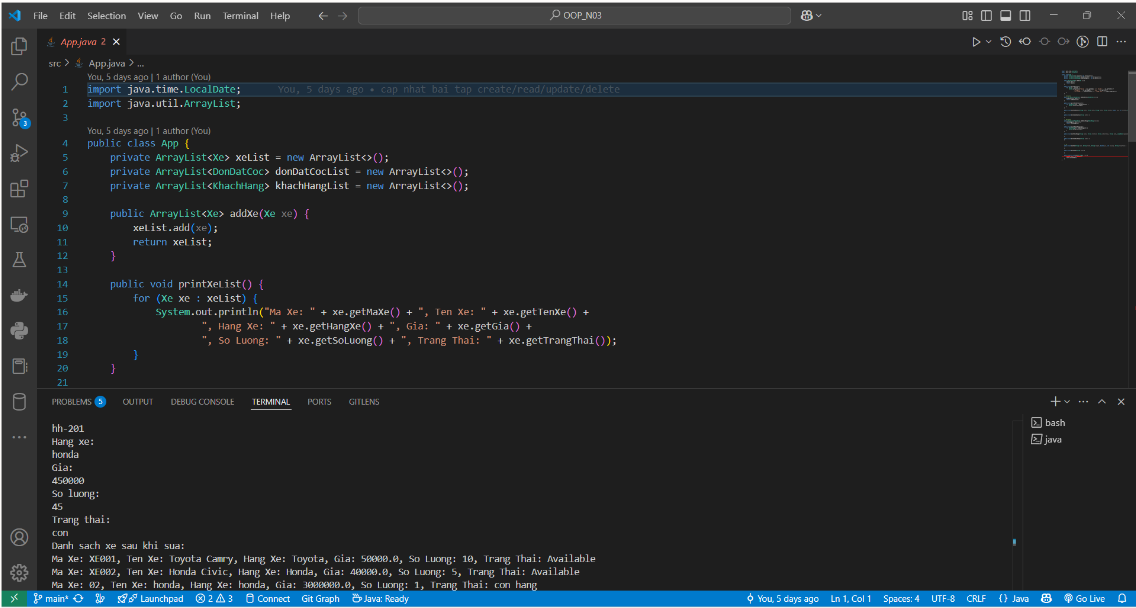 File Edit Selection View Go Run Terminal Help
OOP_N03
App.java 2
src > App.java > ...
You, 5 days ago | 1 author (You)
1 import java.time.LocalDate; You, 5 days ago • cap nhat bai tap create/read/update/delete
2 import java.util.ArrayList;
3
You, 5 days ago | 1 author (You)
4 public class App {
5 private ArrayList<Xe> xeList = new ArrayList<>();
6 private ArrayList<DonDatCoc> donDatCocList = new ArrayList<>();
7 private ArrayList<KhachHang> khachHangList = new ArrayList<>();
8
9 public ArrayList<Xe> addXe(Xe xe) {
10 xeList.add(xe);
11 return xeList;
12 }
13
14 public void printXeList() {
15 for (Xe xe : xeList) {
16 System.out.println("Ma Xe: " + xe.getMaXe() + ", Ten Xe: " + xe.getTenXe() +
17 ", Hang Xe: " + xe.getHangXe() + ", Gia: " + xe.getGia() +
18 ", So Luong: " + xe.getSoLuong() + ", Trang Thai: " + xe.getTrangThai());
19 }
20 }
21
PROBLEMS 5 OUTPUT DEBUG CONSOLE TERMINAL PORTS GITLENS
hh-201
Hang xe:
honda
Gia:
450000
So luong:
45
Trang thai:
con
Danh sach xe sau khi sua:
Ma Xe: XE001, Ten Xe: Toyota Camry, Hang Xe: Toyota, Gia: 50000.0, So Luong: 10, Trang Thai: Available
Ma Xe: XE002, Ten Xe: Honda Civic, Hang Xe: Honda, Gia: 40000.0, So Luong: 5, Trang Thai: Available
Ma Xe: 02, Ten Xe: honda, Hang Xe: honda, Gia: 3000000.0, So Luong: 1, Trang Thai: con hang
bash
java
3
main* Launchpad 2 3 Connect Git Graph Java: Ready You, 5 days ago Ln 1, Col 1 Spaces: 4 UTF-8 CRLF {} Java Go Live